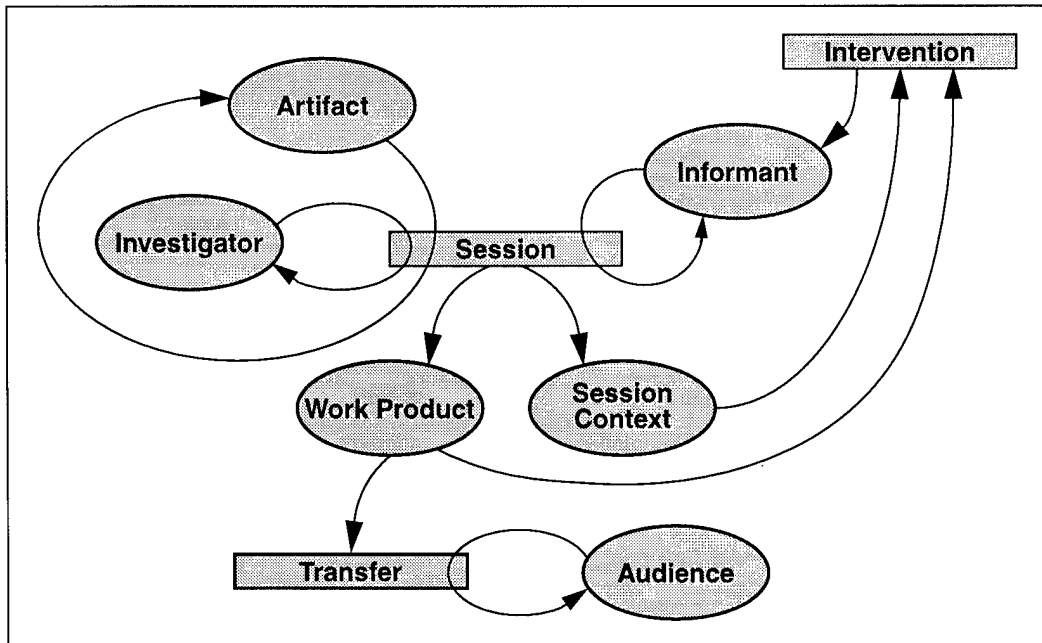 Intervention
Artifact
Informant
Investigator
Session
Work Product
Session
Context
Transfer
Audience